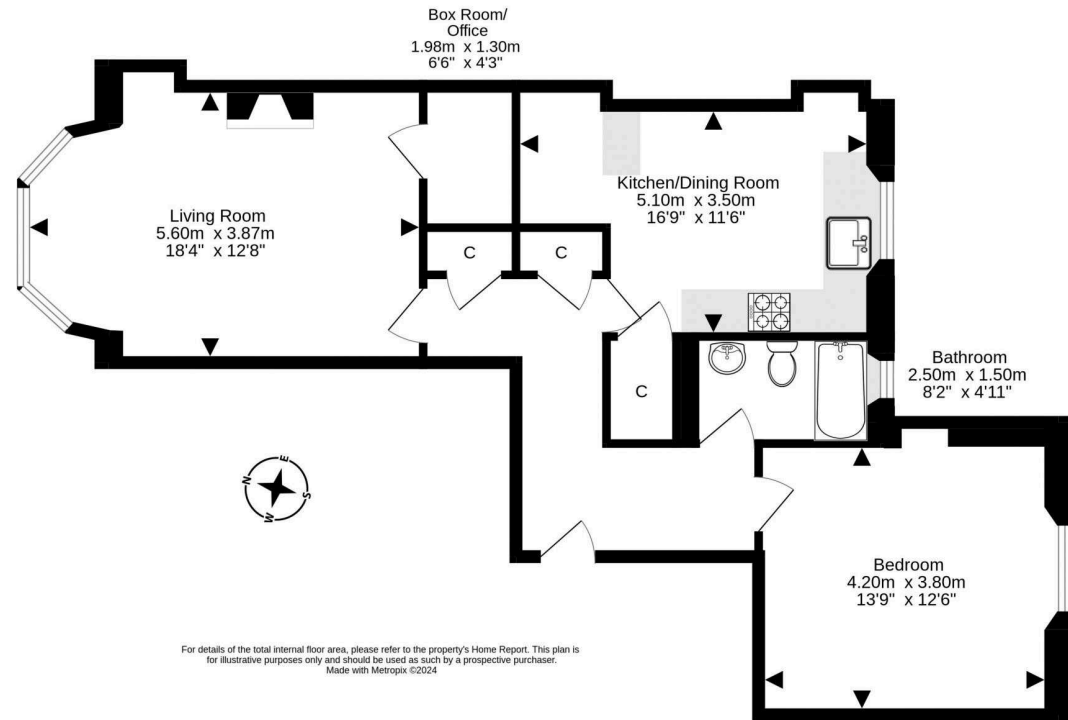 Box Room/
Office
1.98m x 1.30m
6'6" x 4'3"
Living Room
5.60m x 3.87m
18'4" x 12'8"
Kitchen/Dining Room
5.10m x 3.50m
16'9" x 11'6"
C
C
C
Bathroom
2.50m x 1.50m
8'2" x 4'11"
N
E
S
W
Bedroom
4.20m x 3.80m
13'9" x 12'6"
For details of the total internal floor area, please refer to the property's Home Report. This plan is
for illustrative purposes only and should be used as such by a prospective purchaser.
Made with Metropix ©2024